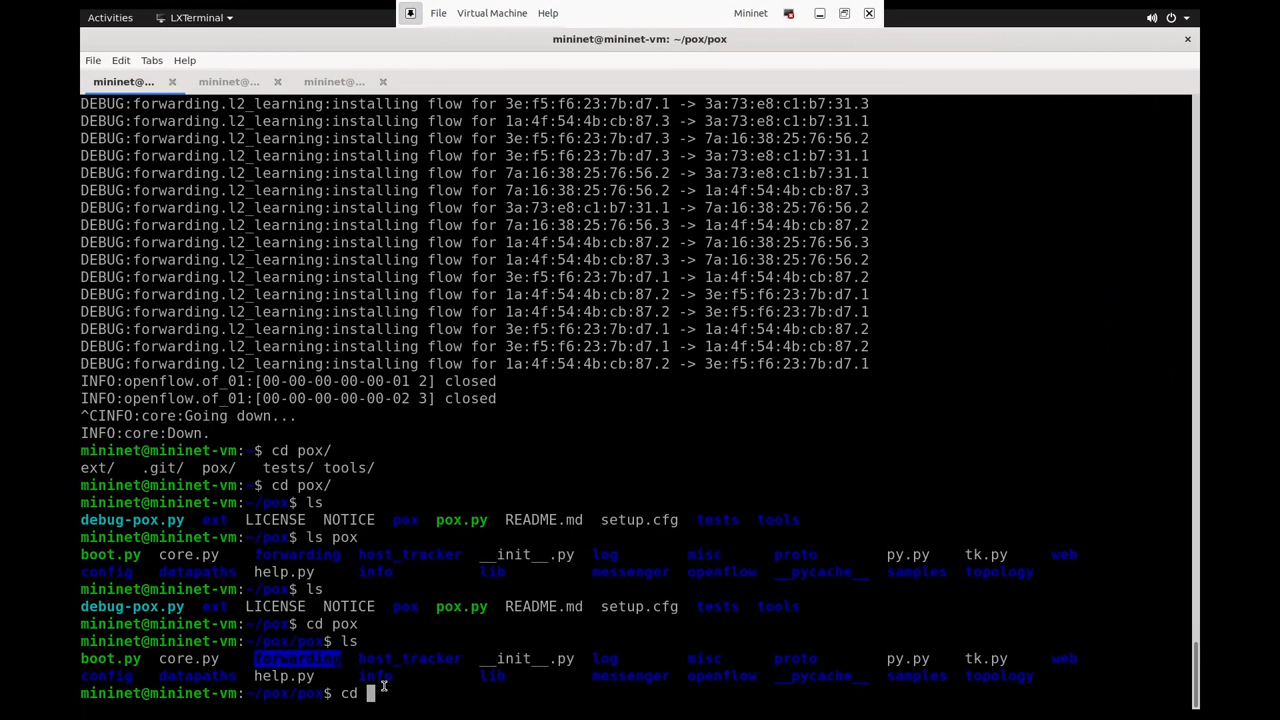 Activities LXTerminal File Virtual Machine Help Mininet
mininet@mininet-vm: ~/pox/pox
File Edit Tabs Help
mininet@... mininet@... mininet@...
DEBUG:forwarding.l2_learning:installing flow for 3e:f5:f6:23:7b:d7.1 -> 3a:73:e8:c1:b7:31.3
DEBUG:forwarding.l2_learning:installing flow for 1a:4f:54:4b:cb:87.3 -> 3a:73:e8:c1:b7:31.1
DEBUG:forwarding.l2_learning:installing flow for 3e:f5:f6:23:7b:d7.3 -> 7a:16:38:25:76:56.2
DEBUG:forwarding.l2_learning:installing flow for 3e:f5:f6:23:7b:d7.3 -> 3a:73:e8:c1:b7:31.1
DEBUG:forwarding.l2_learning:installing flow for 7a:16:38:25:76:56.2 -> 3a:73:e8:c1:b7:31.1
DEBUG:forwarding.l2_learning:installing flow for 7a:16:38:25:76:56.2 -> 1a:4f:54:4b:cb:87.3
DEBUG:forwarding.l2_learning:installing flow for 3a:73:e8:c1:b7:31.1 -> 7a:16:38:25:76:56.2
DEBUG:forwarding.l2_learning:installing flow for 7a:16:38:25:76:56.3 -> 1a:4f:54:4b:cb:87.2
DEBUG:forwarding.l2_learning:installing flow for 1a:4f:54:4b:cb:87.2 -> 7a:16:38:25:76:56.3
DEBUG:forwarding.l2_learning:installing flow for 1a:4f:54:4b:cb:87.3 -> 7a:16:38:25:76:56.2
DEBUG:forwarding.l2_learning:installing flow for 3e:f5:f6:23:7b:d7.1 -> 1a:4f:54:4b:cb:87.2
DEBUG:forwarding.l2_learning:installing flow for 1a:4f:54:4b:cb:87.2 -> 3e:f5:f6:23:7b:d7.1
DEBUG:forwarding.l2_learning:installing flow for 1a:4f:54:4b:cb:87.2 -> 3e:f5:f6:23:7b:d7.1
DEBUG:forwarding.l2_learning:installing flow for 3e:f5:f6:23:7b:d7.1 -> 1a:4f:54:4b:cb:87.2
DEBUG:forwarding.l2_learning:installing flow for 3e:f5:f6:23:7b:d7.1 -> 1a:4f:54:4b:cb:87.2
DEBUG:forwarding.l2_learning:installing flow for 1a:4f:54:4b:cb:87.2 -> 3e:f5:f6:23:7b:d7.1
INFO:openflow.of_01:[00-00-00-00-00-01 2] closed
INFO:openflow.of_01:[00-00-00-00-00-02 3] closed
^CINFO:core:Going down...
INFO:core:Down.
mininet@mininet-vm:~$ cd pox/
ext/ .git/ pox/ tests/ tools/
mininet@mininet-vm:~$ cd pox/
mininet@mininet-vm:~/pox$ ls
debug-pox.py ext LICENSE NOTICE pox pox.py README.md setup.cfg tests tools
mininet@mininet-vm:~/pox$ ls pox
boot.py core.py forwarding host_tracker __init__.py log misc proto py.py tk.py web
config datapaths help.py info lib messenger openflow __pycache__ samples topology
mininet@mininet-vm:~/pox$ ls
debug-pox.py ext LICENSE NOTICE pox pox.py README.md setup.cfg tests tools
mininet@mininet-vm:~/pox$ cd pox
mininet@mininet-vm:~/pox/pox$ ls
boot.py core.py forwarding host_tracker __init__.py log misc proto py.py tk.py web
config datapaths help.py info lib messenger openflow __pycache__ samples topology
mininet@mininet-vm:~/pox/pox$ cd